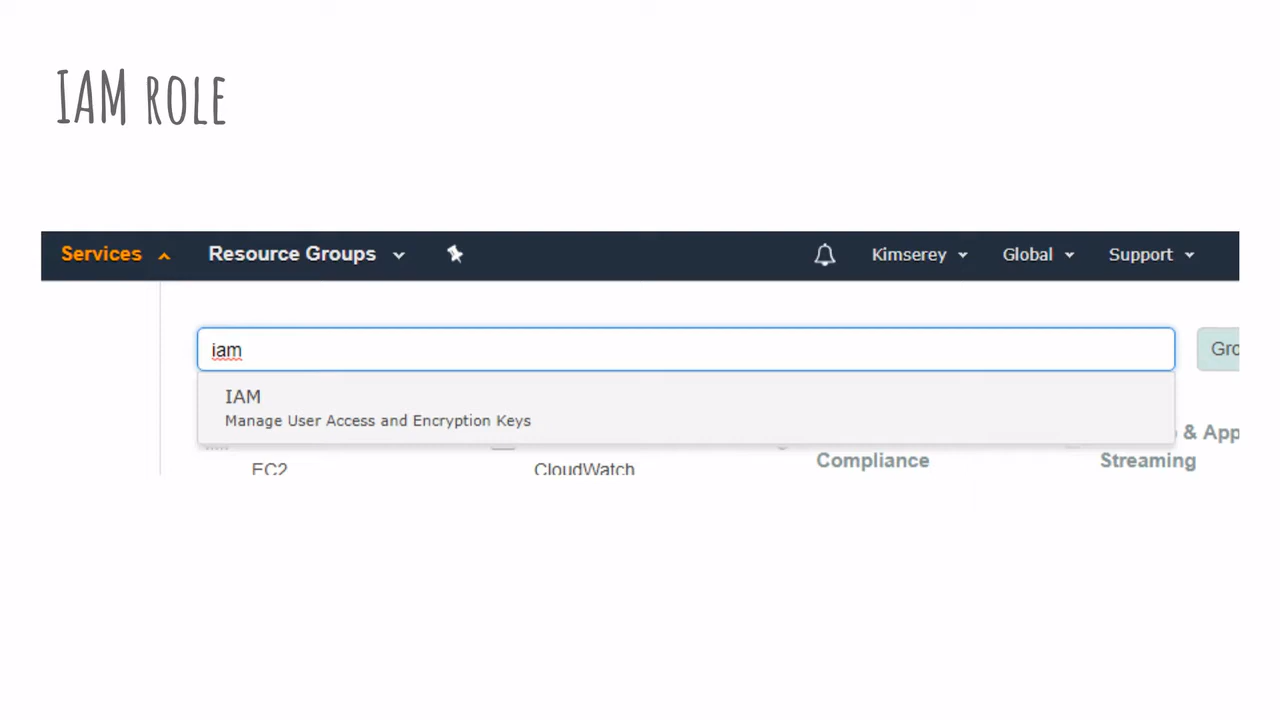 IAM ROLE
Services Resource Groups Kimserey Global Support
iam
IAM
Manage User Access and Encryption Keys
& App
EC2 CloudWatch Compliance Streaming